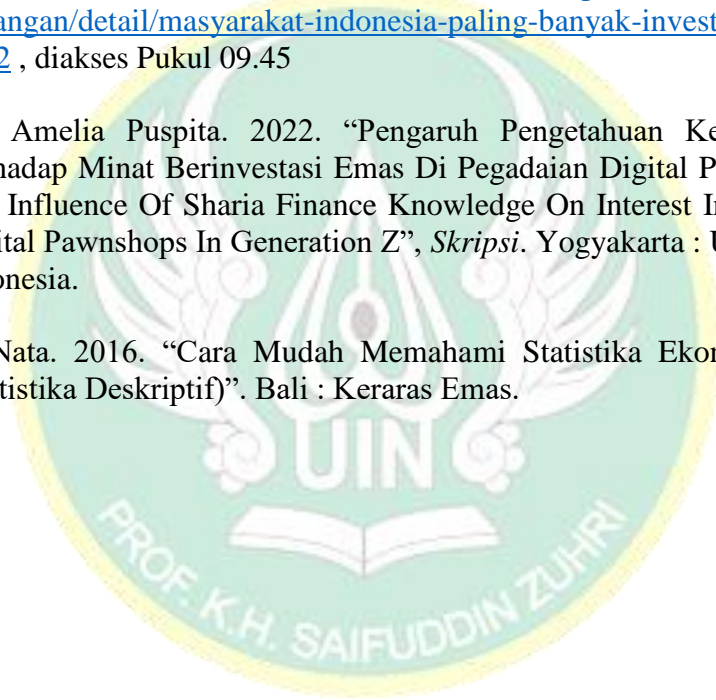 angan/detail/masyarakat-indonesia-paling-banyak-invest
2 , diakses Pukul 09.45
Amelia Puspita. 2022. “Pengaruh Pengetahuan Ke
hadap Minat Berinvestasi Emas Di Pegadaian Digital P
Influence Of Sharia Finance Knowledge On Interest In
ital Pawnshops In Generation Z”, Skripsi. Yogyakarta : U
onesia.
Nata. 2016. “Cara Mudah Memahami Statistika Ekon
tistika Deskriptif)”. Bali : Keraras Emas.
UIN
PROF. K.H. SAIFUDDIN ZUHRI